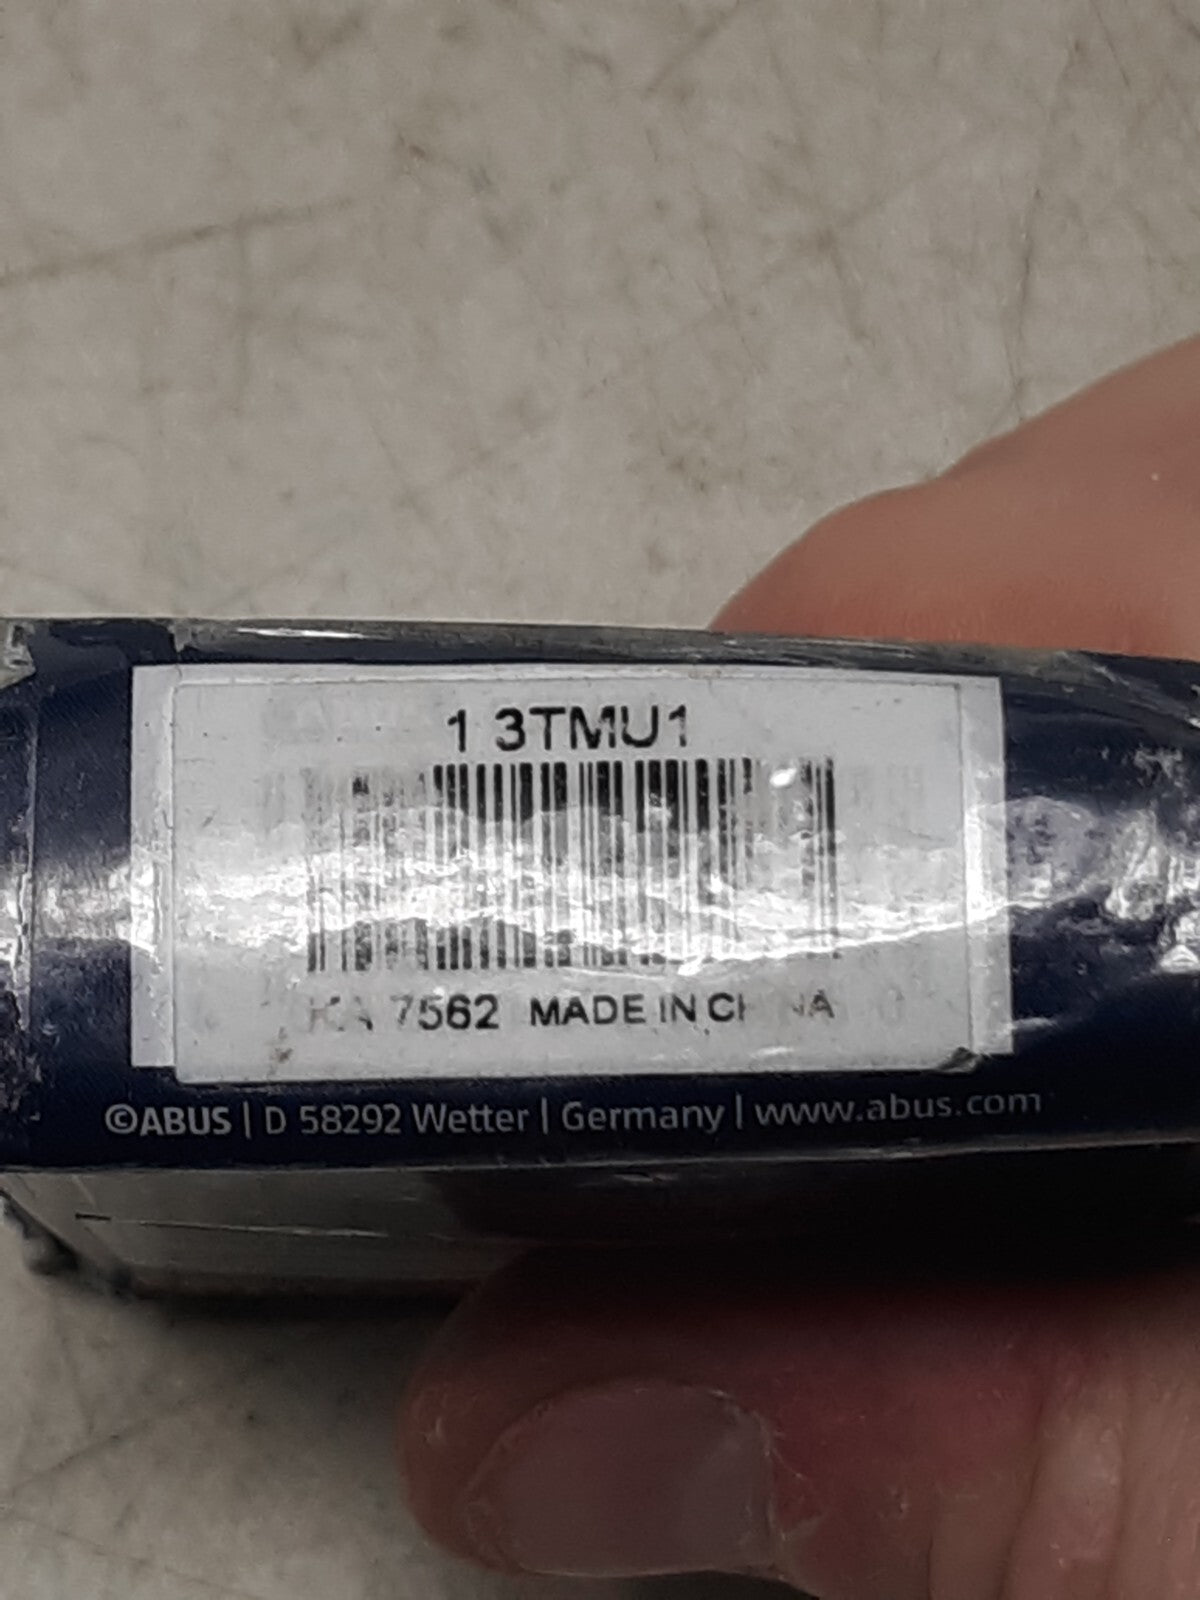 1 3TMU1
KA 7562 MADE IN CHINA
©ABUS | D 58292 Wetter | Germany | www.abus.com